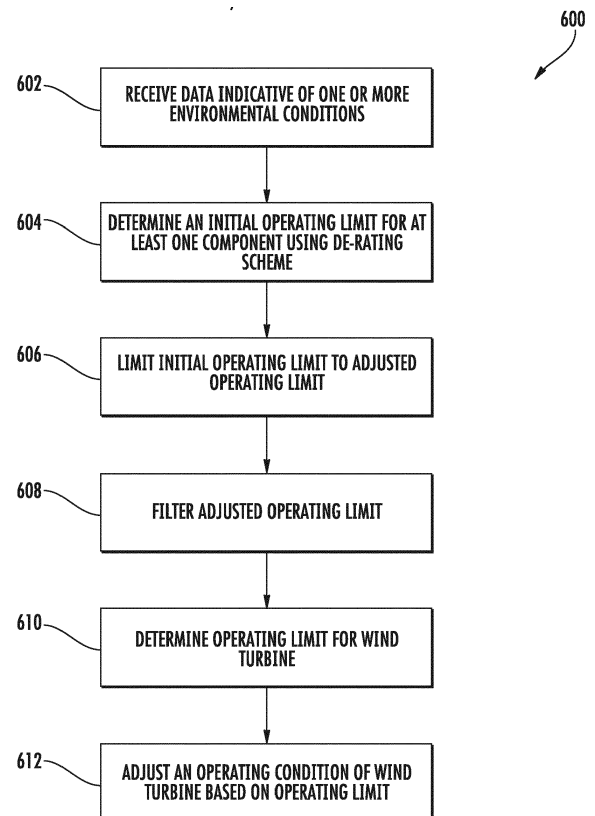 600
602
RECEIVE DATA INDICATIVE OF ONE OR MORE
ENVIRONMENTAL CONDITIONS
604
DETERMINE AN INITIAL OPERATING LIMIT FOR AT
LEAST ONE COMPONENT USING DE-RATING
SCHEME
606
LIMIT INITIAL OPERATING LIMIT TO ADJUSTED
OPERATING LIMIT
608
FILTER ADJUSTED OPERATING LIMIT
610
DETERMINE OPERATING LIMIT FOR WIND
TURBINE
612
ADJUST AN OPERATING CONDITION OF WIND
TURBINE BASED ON OPERATING LIMIT